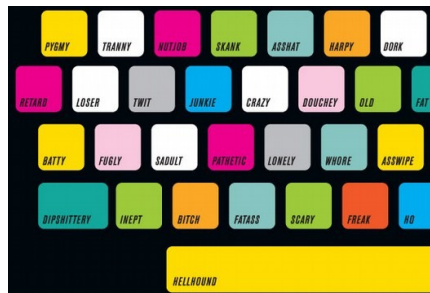 PYGMY TRANNY NUTJOB SKANK ASSHAT HARPY DORK
RETARD LOSER TWIT JUNKIE CRAZY DOUCHEY OLD FAT
BATTY FUGLY SADULT PATHETIC LONELY WHORE ASSWIPE
DIPSHITTERY INEPT BITCH FATASS SCARY FREAK HO
HELLHOUND